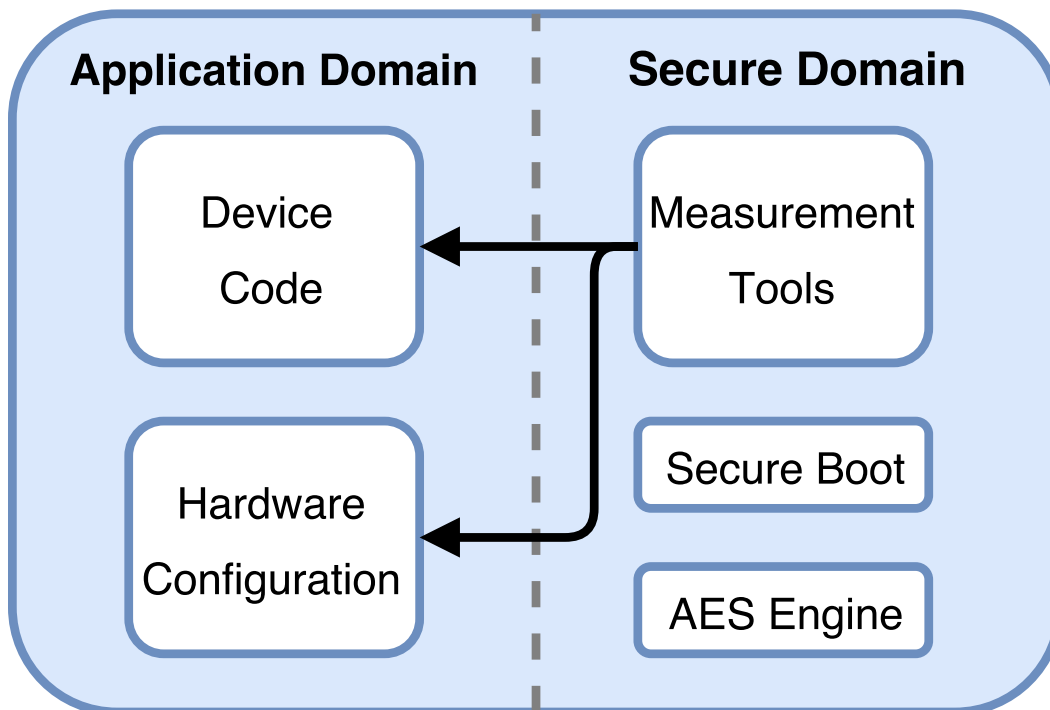 Application Domain
Secure Domain
Device
Code
Measurement
Tools
Hardware
Configuration
Secure Boot
AES Engine